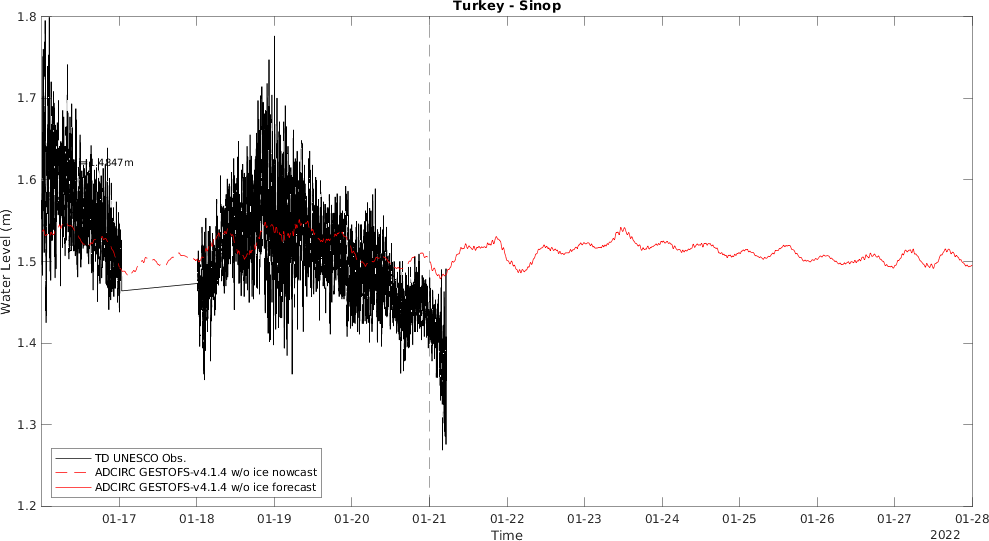 Turkey - Sinop
1.8
1.7
1.6
1.5
1.4
1.3
1.2
Water Level (m)
= 1.4847m
TD UNESCO Obs.
ADCIRC GESTOFS-v4.1.4 w/o ice nowcast
ADCIRC GESTOFS-v4.1.4 w/o ice forecast
01-17 01-18 01-19 01-20 01-21 01-22 01-23 01-24 01-25 01-26 01-27 01-28
Time
2022